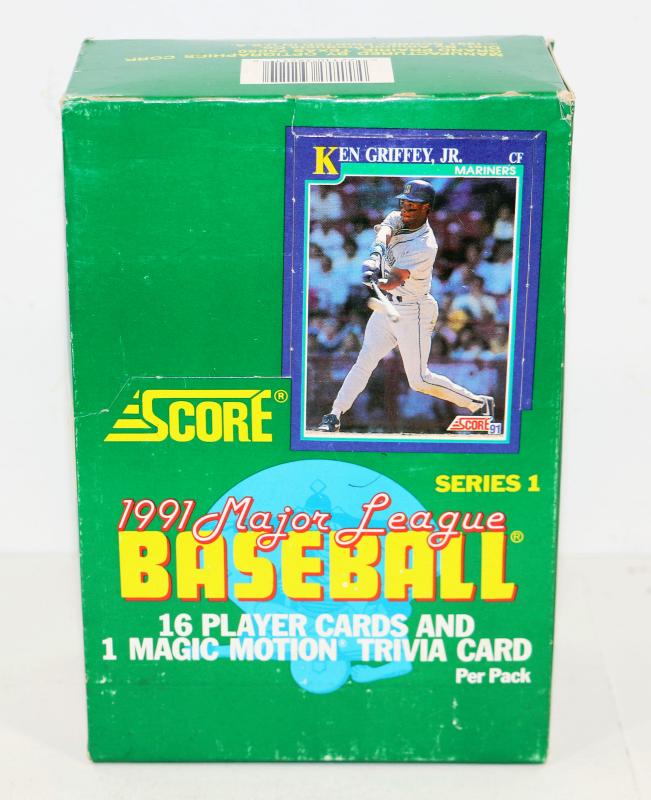 KEN GRIFFEY, JR. CF
MARINERS
SCORE 91
SCORE®
SERIES 1
1991 Major League
BASEBALL®
16 PLAYER CARDS AND
1 MAGIC MOTION® TRIVIA CARD
Per Pack